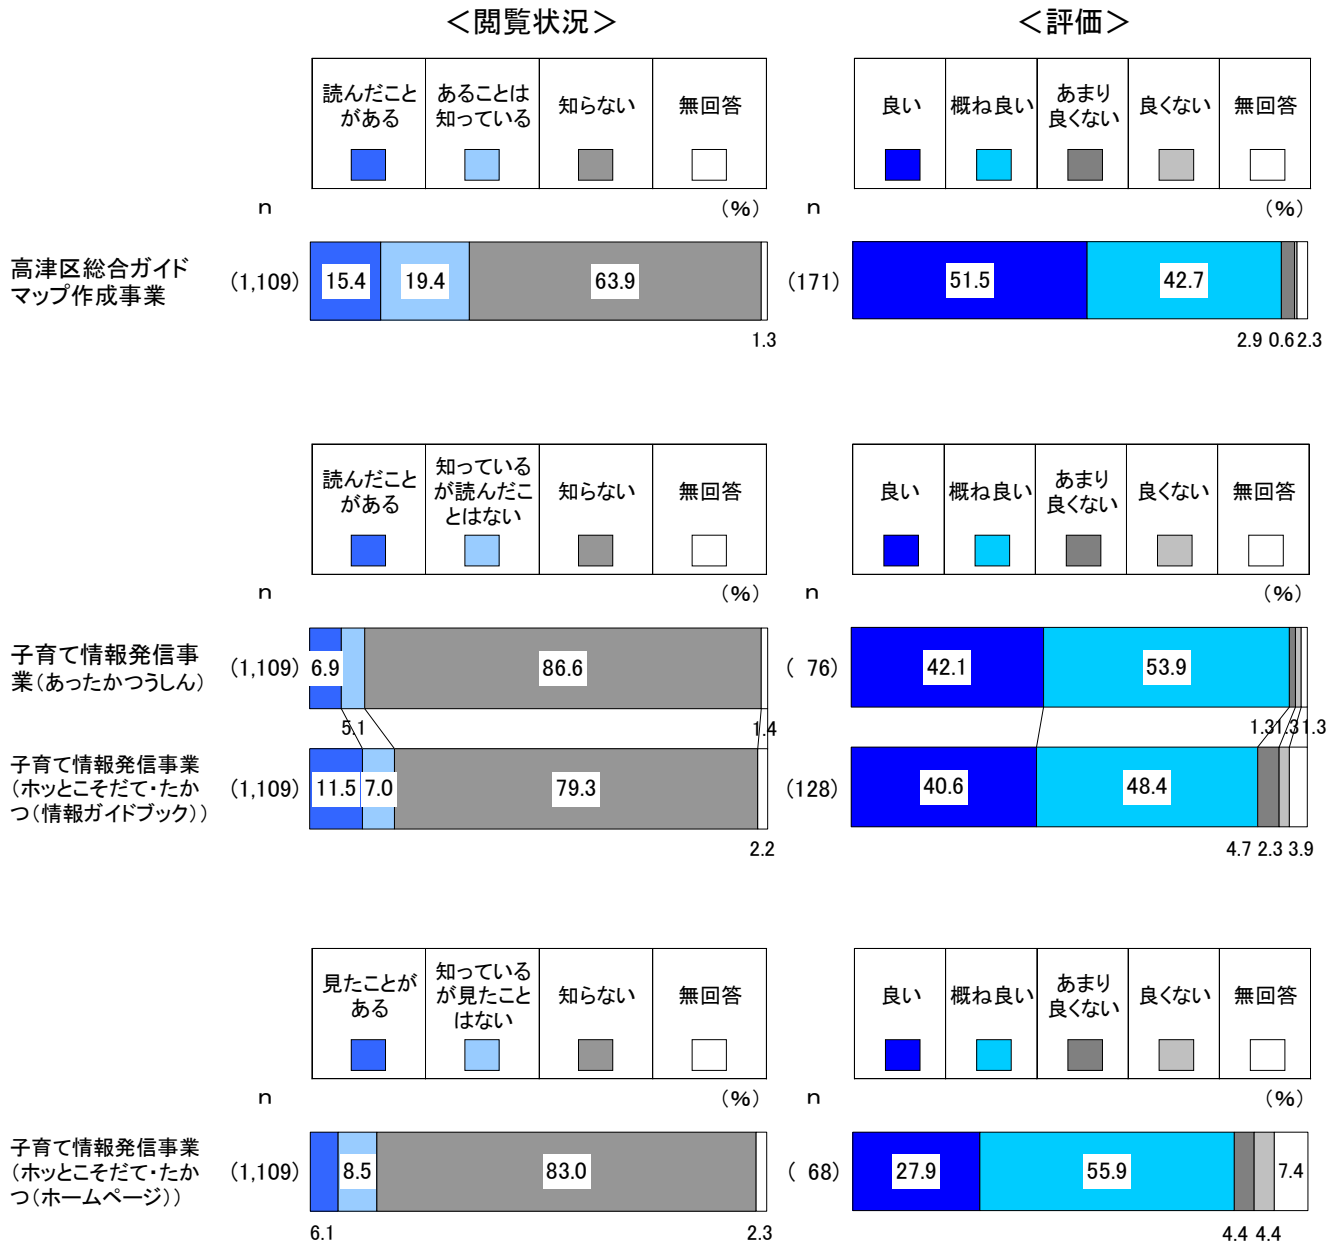 ＜閲覧状況＞
＜評価＞
読んだこと
がある
あることは
知っている
知らない
無回答
良い
概ね良い
あまり
良くない
良くない
無回答
n
(%)
n
(%)
高津区総合ガイド
マップ作成事業
(1,109)
15.4
19.4
63.9
1.3
(171)
51.5
42.7
2.9
0.6
2.3
読んだこと
がある
知っている
が読んだこ
とはない
知らない
無回答
良い
概ね良い
あまり
良くない
良くない
無回答
n
(%)
n
(%)
子育て情報発信事
業(あったかつうしん)
(1,109)
6.9
5.1
86.6
1.4
( 76)
42.1
53.9
1.3
1.3
1.3
子育て情報発信事業
(ホッとこそだて・たか
つ(情報ガイドブック))
(1,109)
11.5
7.0
79.3
2.2
(128)
40.6
48.4
4.7
2.3
3.9
見たことが
ある
知っている
が見たこと
はない
知らない
無回答
良い
概ね良い
あまり
良くない
良くない
無回答
n
(%)
n
(%)
子育て情報発信事業
(ホッとこそだて・たか
つ(ホームページ))
(1,109)
6.1
8.5
83.0
2.3
( 68)
27.9
55.9
4.4
4.4
7.4